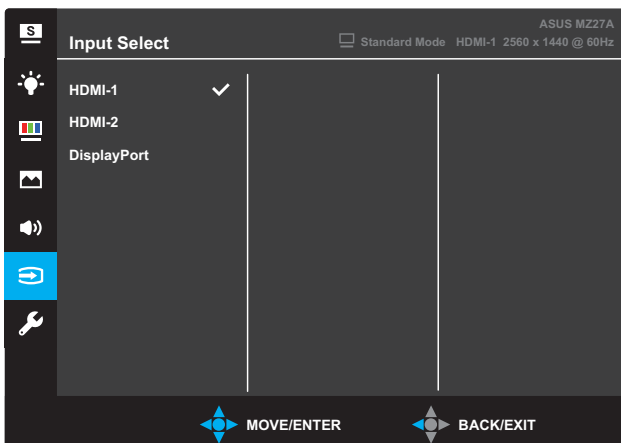 S
ASUS MZ27A
Input Select
Standard Mode HDMI-1 2560 x 1440 @ 60Hz
HDMI-1
HDMI-2
DisplayPort
MOVE/ENTER BACK/EXIT